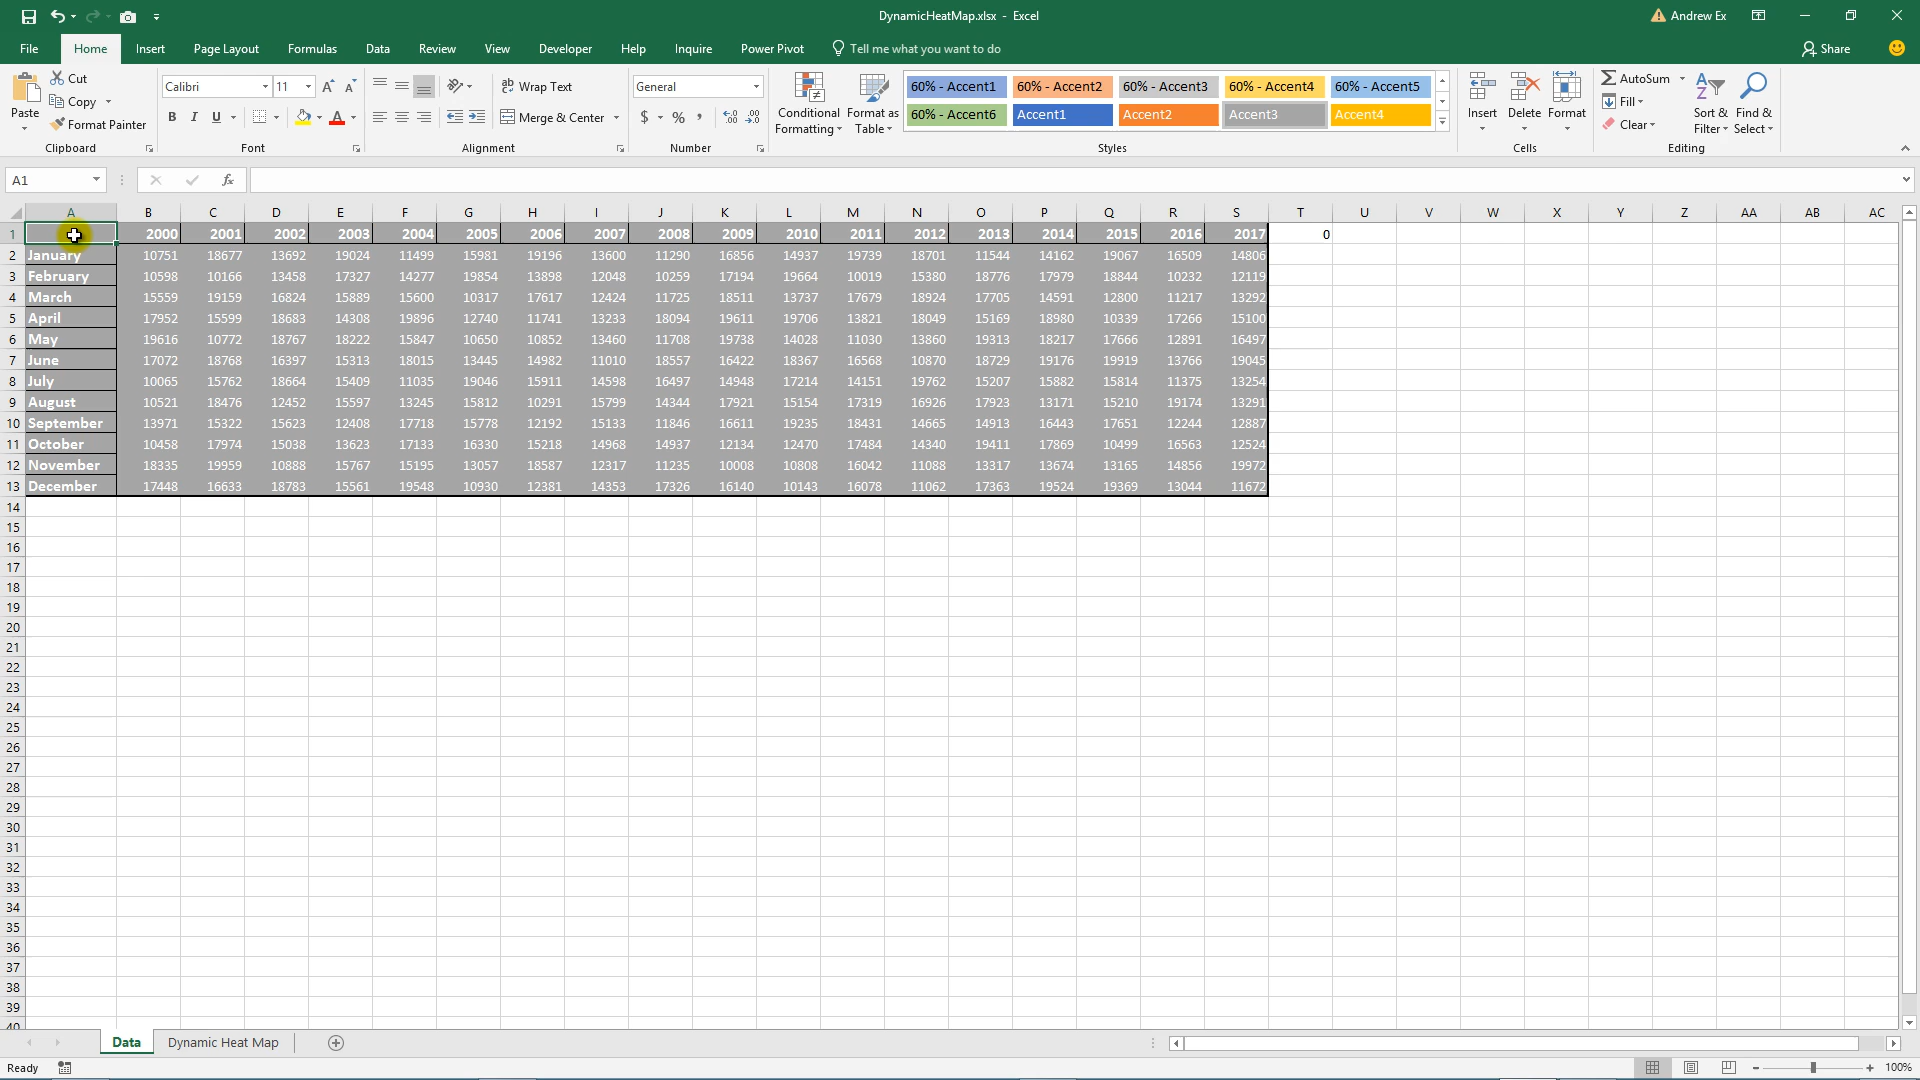 DynamicHeatMap.xlsx - Excel
Andrew Ex
File Home Insert Page Layout Formulas Data Review View Developer Help Inquire Power Pivot Tell me what you want to do Share
Cut
Copy
Format Painter
Paste
Clipboard
Calibri 11
B I U
Font
Wrap Text
Merge & Center
Alignment
General
$ % ,
Number
Conditional Formatting
Format as Table
60% - Accent1 60% - Accent2 60% - Accent3 60% - Accent4 60% - Accent5
60% - Accent6 Accent1 Accent2 Accent3 Accent4
Styles
Insert Delete Format
Cells
AutoSum
Fill
Clear
Sort & Filter
Find & Select
Editing
A1 fx
A B C D E F G H I J K L M N O P Q R S T U V W X Y Z AA AB AC
1 2000 2001 2002 2003 2004 2005 2006 2007 2008 2009 2010 2011 2012 2013 2014 2015 2016 2017 0
2 January 10751 18677 13692 19024 11499 15981 19196 13600 11290 16856 14937 19739 18701 11544 14162 19067 16509 14806
3 February 10598 10166 13458 17327 14277 19854 13898 12048 10259 17194 19664 10019 15380 18776 17979 18844 10232 12119
4 March 15559 19159 16824 15889 15600 10317 17617 12424 11725 18511 13737 17679 18924 17705 14591 12800 11217 13292
5 April 17952 15599 18683 14308 19896 12740 11741 13233 18094 19611 19706 13821 18049 15169 18980 10339 17266 15100
6 May 19616 10772 18767 18222 15847 10650 10852 13460 11708 19738 14028 11030 13860 19313 18217 17666 12891 16497
7 June 17072 18768 16397 15313 18015 13445 14982 11010 18557 16422 18367 16568 10870 18729 19176 19919 13766 19045
8 July 10065 15762 18664 15409 11035 19046 15911 14598 16497 14948 17214 14151 19762 15207 15882 15814 11375 13254
9 August 10521 18476 12452 15597 13245 15812 10291 15799 14344 17921 15154 17319 16926 17923 13171 15210 19174 13291
10 September 13971 15322 15623 12408 17718 15778 12192 15133 11846 16611 19235 18431 14665 14913 16443 17651 12244 12887
11 October 10458 17974 15038 13623 17133 16330 15218 14968 14937 12134 12470 17484 14340 19411 17869 10499 16563 12524
12 November 18335 19959 10888 15767 15195 13057 18587 12317 11235 10008 10808 16042 11088 13317 13674 13165 14856 19972
13 December 17448 16633 18783 15561 19548 10930 12381 14353 17326 16140 10143 16078 11062 17363 19524 19369 13044 11672
14
15
16
17
18
19
20
21
22
23
24
25
26
27
28
29
30
31
32
33
34
35
36
37
38
39
40
Data Dynamic Heat Map
Ready 100%